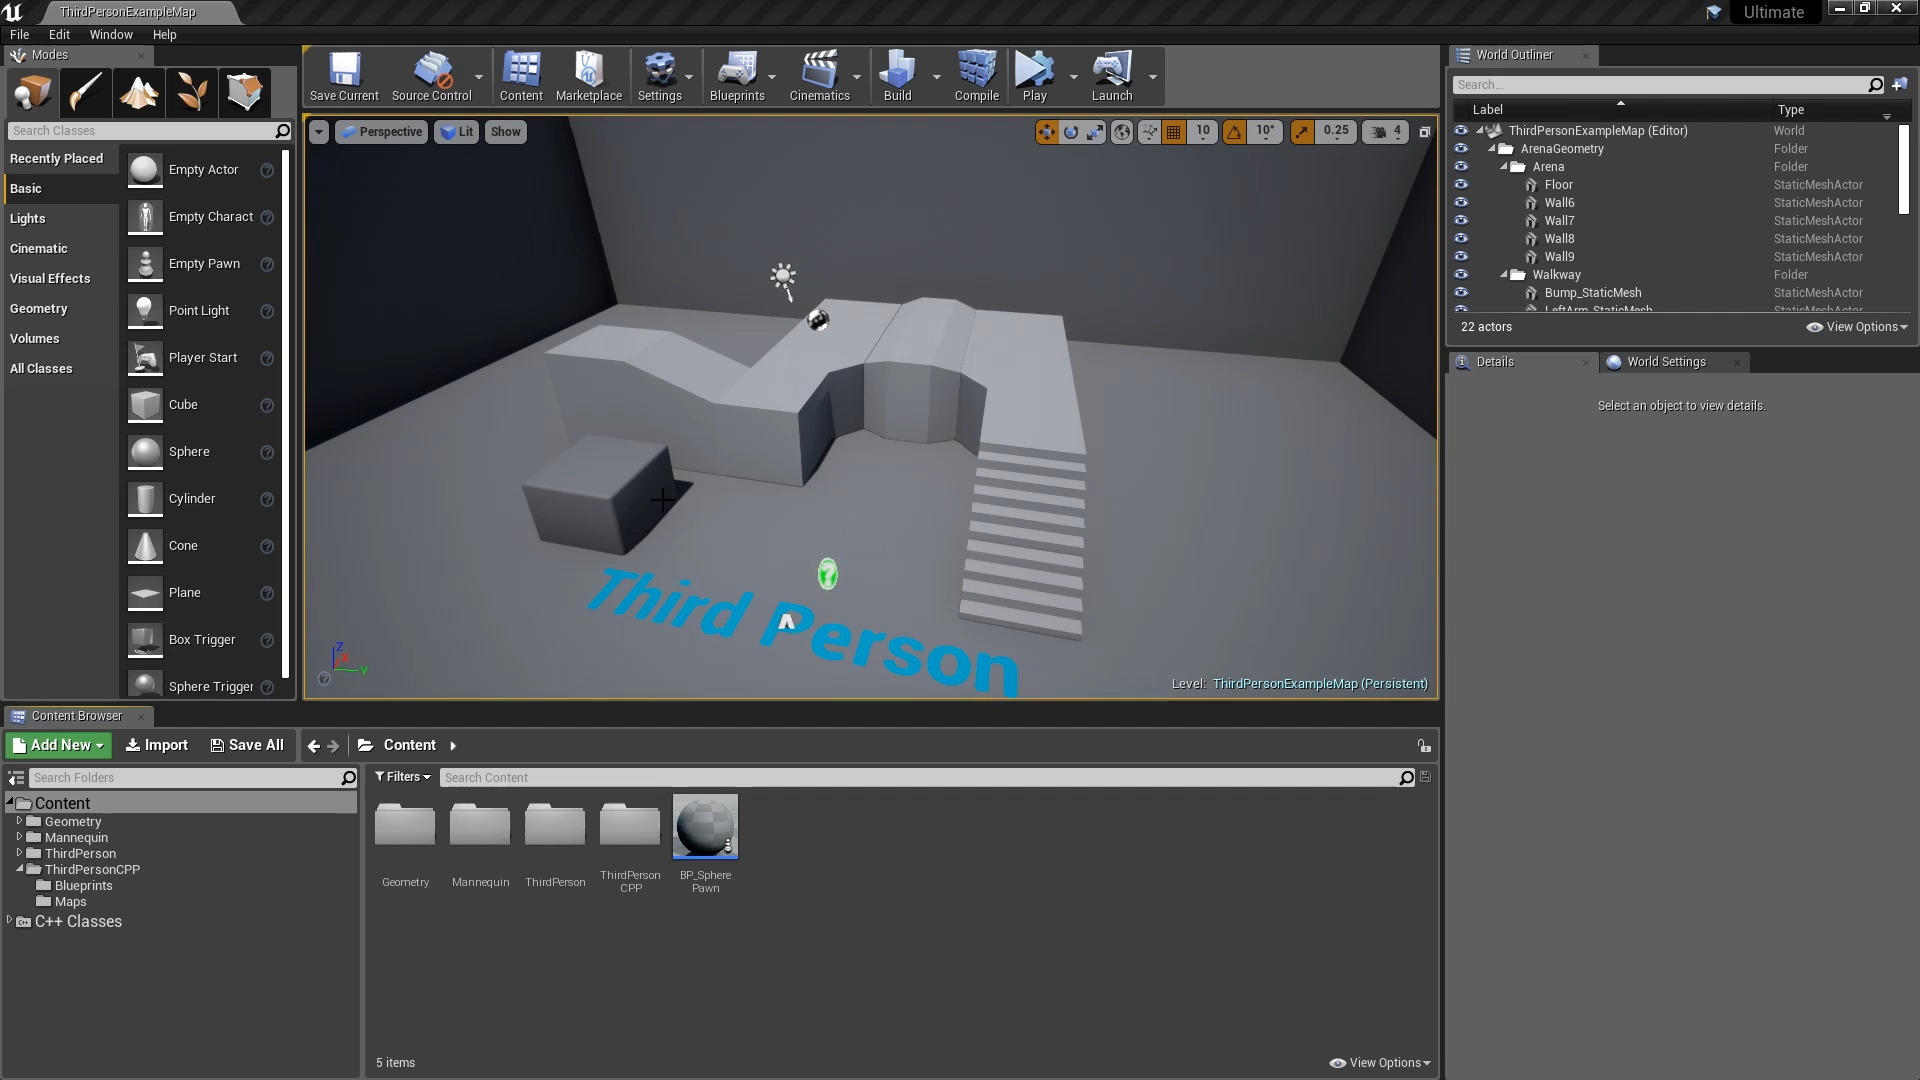 ThirdPersonExampleMap
Ultimate
File Edit Window Help
Modes
Search Classes
Recently Placed
Basic
Lights
Cinematic
Visual Effects
Geometry
Volumes
All Classes
Empty Actor
Empty Charact
Empty Pawn
Point Light
Player Start
Cube
Sphere
Cylinder
Cone
Plane
Box Trigger
Sphere Trigger
Save Current
Source Control
Content
Marketplace
Settings
Blueprints
Cinematics
Build
Compile
Play
Launch
Perspective Lit Show
10 10° 0.25 4
Third Person
Z
X
Y
Level: ThirdPersonExampleMap (Persistent)
World Outliner
Search...
Label Type
ThirdPersonExampleMap (Editor) World
ArenaGeometry Folder
Arena Folder
Floor StaticMeshActor
Wall6 StaticMeshActor
Wall7 StaticMeshActor
Wall8 StaticMeshActor
Wall9 StaticMeshActor
Walkway Folder
Bump_StaticMesh StaticMeshActor
LeftArm_StaticMesh StaticMeshActor
22 actors View Options
Details World Settings
Select an object to view details.
Content Browser
Add New Import Save All Content
Search Folders
Content
Geometry
Mannequin
ThirdPerson
ThirdPersonCPP
Blueprints
Maps
C++ Classes
Filters Search Content
Geometry
Mannequin
ThirdPerson
ThirdPerson
CPP
BP_Sphere
Pawn
5 items View Options